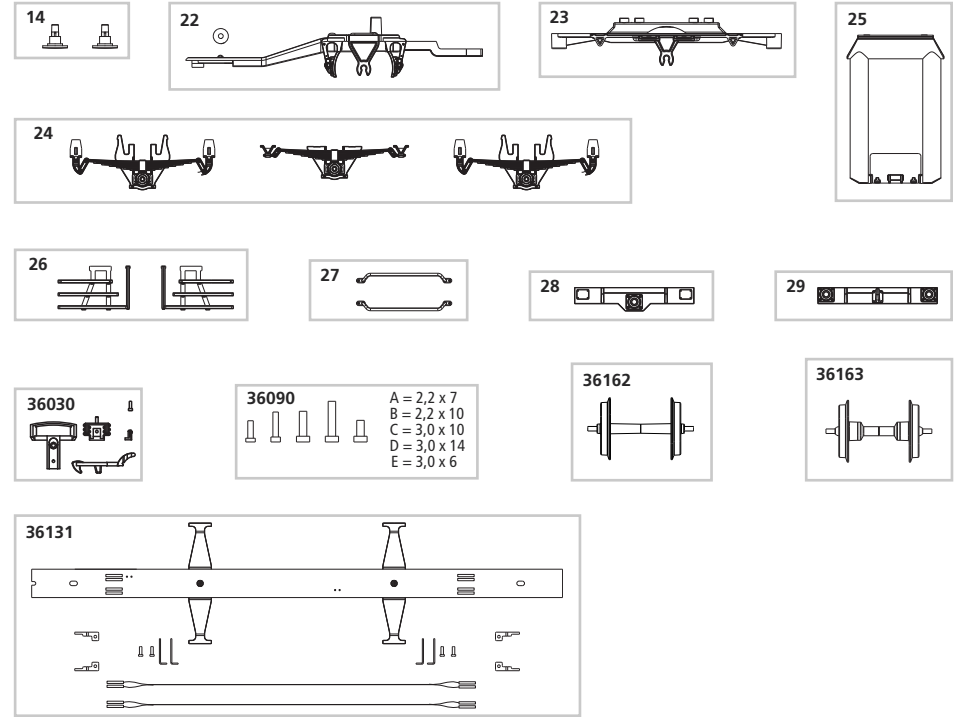 14
22
23
25
24
26
27
28
29
36030
36090
A = 2,2 x 7
B = 2,2 x 10
C = 3,0 x 10
D = 3,0 x 14
E = 3,0 x 6
36162
36163
36131